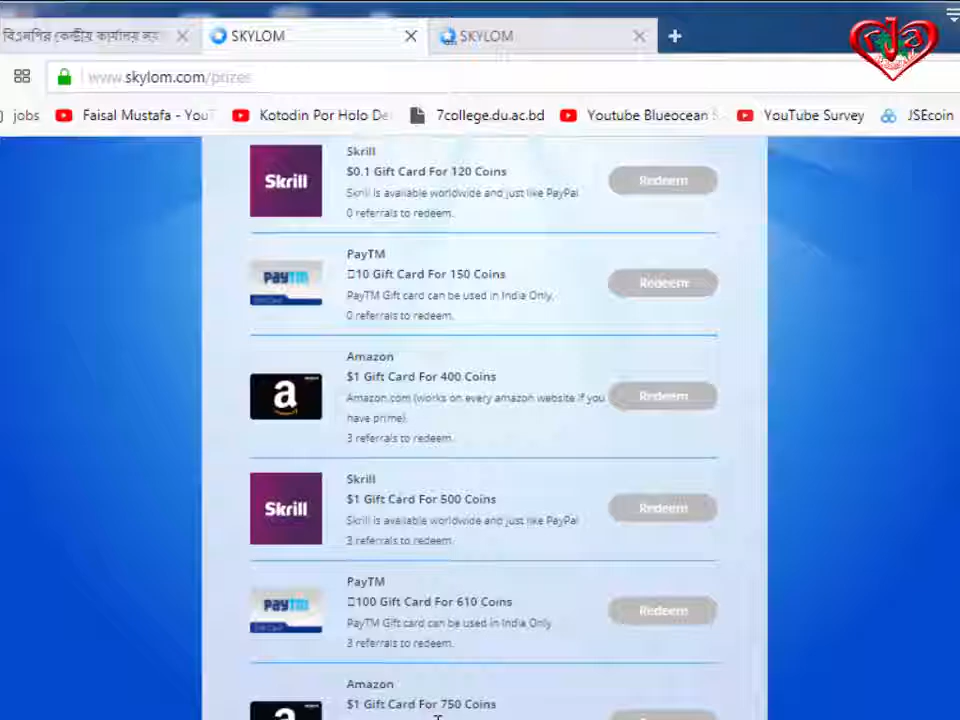 বিএনপির কেন্দ্রীয় কার্যালয় নয়
SKYLOM
SKYLOM
www.skylom.com/prizes
jobs
Faisal Mustafa - YouT
Kotodin Por Holo De
7college.du.ac.bd
Youtube Blueocean S
YouTube Survey
JSEcoin
Skrill
Skrill
$0.1 Gift Card For 120 Coins
Skrill is available worldwide and just like PayPal
0 referrals to redeem.
Redeem
PayTM
PayTM
10 Gift Card For 150 Coins
PayTM Gift card can be used in India Only.
0 referrals to redeem.
Redeem
a
Amazon
$1 Gift Card For 400 Coins
Amazon.com (works on every amazon website if you
have prime).
3 referrals to redeem.
Redeem
Skrill
Skrill
$1 Gift Card For 500 Coins
Skrill is available worldwide and just like PayPal
3 referrals to redeem.
Redeem
PayTM
PayTM
100 Gift Card For 610 Coins
PayTM Gift card can be used in India Only
3 referrals to redeem.
Redeem
Amazon
$1 Gift Card For 750 Coins